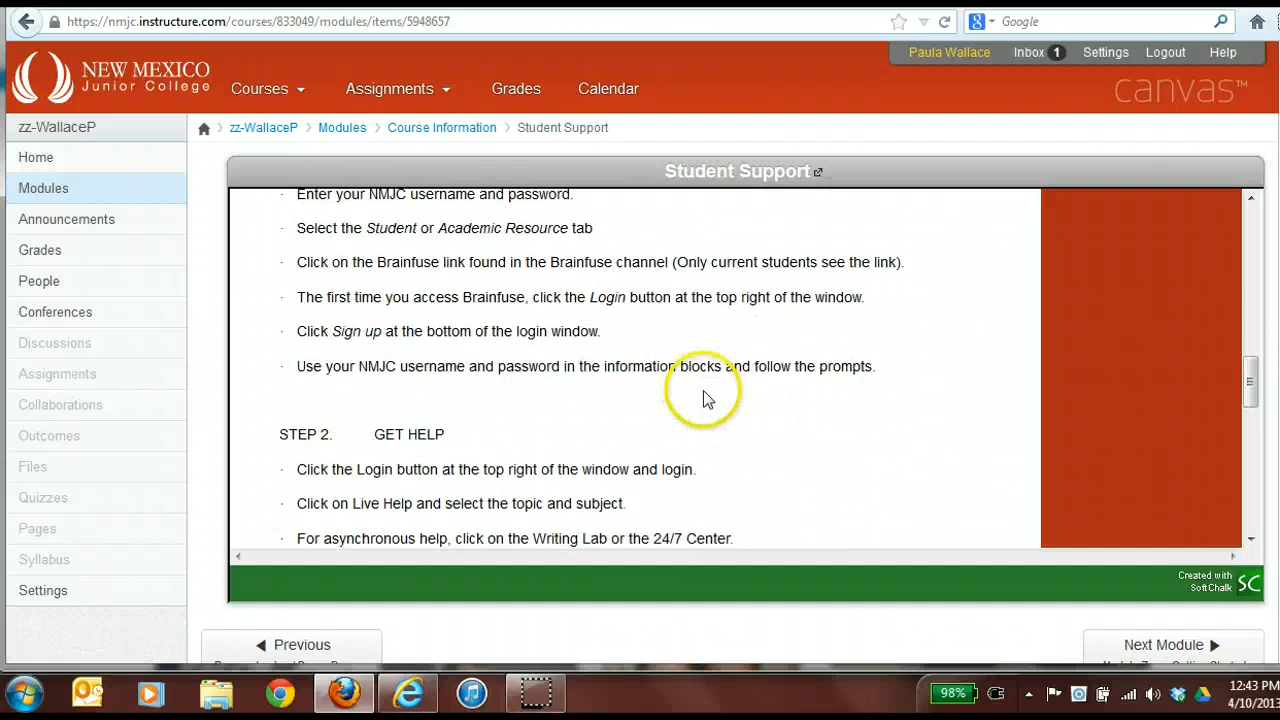 https://nmjc.instructure.com/courses/833049/modules/items/5948657
Google
Paula Wallace Inbox 1 Settings Logout Help
NEW MEXICO
Junior College
Courses Assignments Grades Calendar
canvas™
zz-WallaceP
zz-WallaceP Modules Course Information Student Support
Home
Modules
Announcements
Grades
People
Conferences
Discussions
Assignments
Collaborations
Outcomes
Files
Quizzes
Pages
Syllabus
Settings
Student Support
· Enter your NMJC username and password.
· Select the Student or Academic Resource tab
· Click on the Brainfuse link found in the Brainfuse channel (Only current students see the link).
· The first time you access Brainfuse, click the Login button at the top right of the window.
· Click Sign up at the bottom of the login window.
· Use your NMJC username and password in the information blocks and follow the prompts.
STEP 2. GET HELP
· Click the Login button at the top right of the window and login.
· Click on Live Help and select the topic and subject.
· For asynchronous help, click on the Writing Lab or the 24/7 Center.
Created with
SoftChalk SC
Previous
Next Module
98%
12:43 PM
4/10/2013